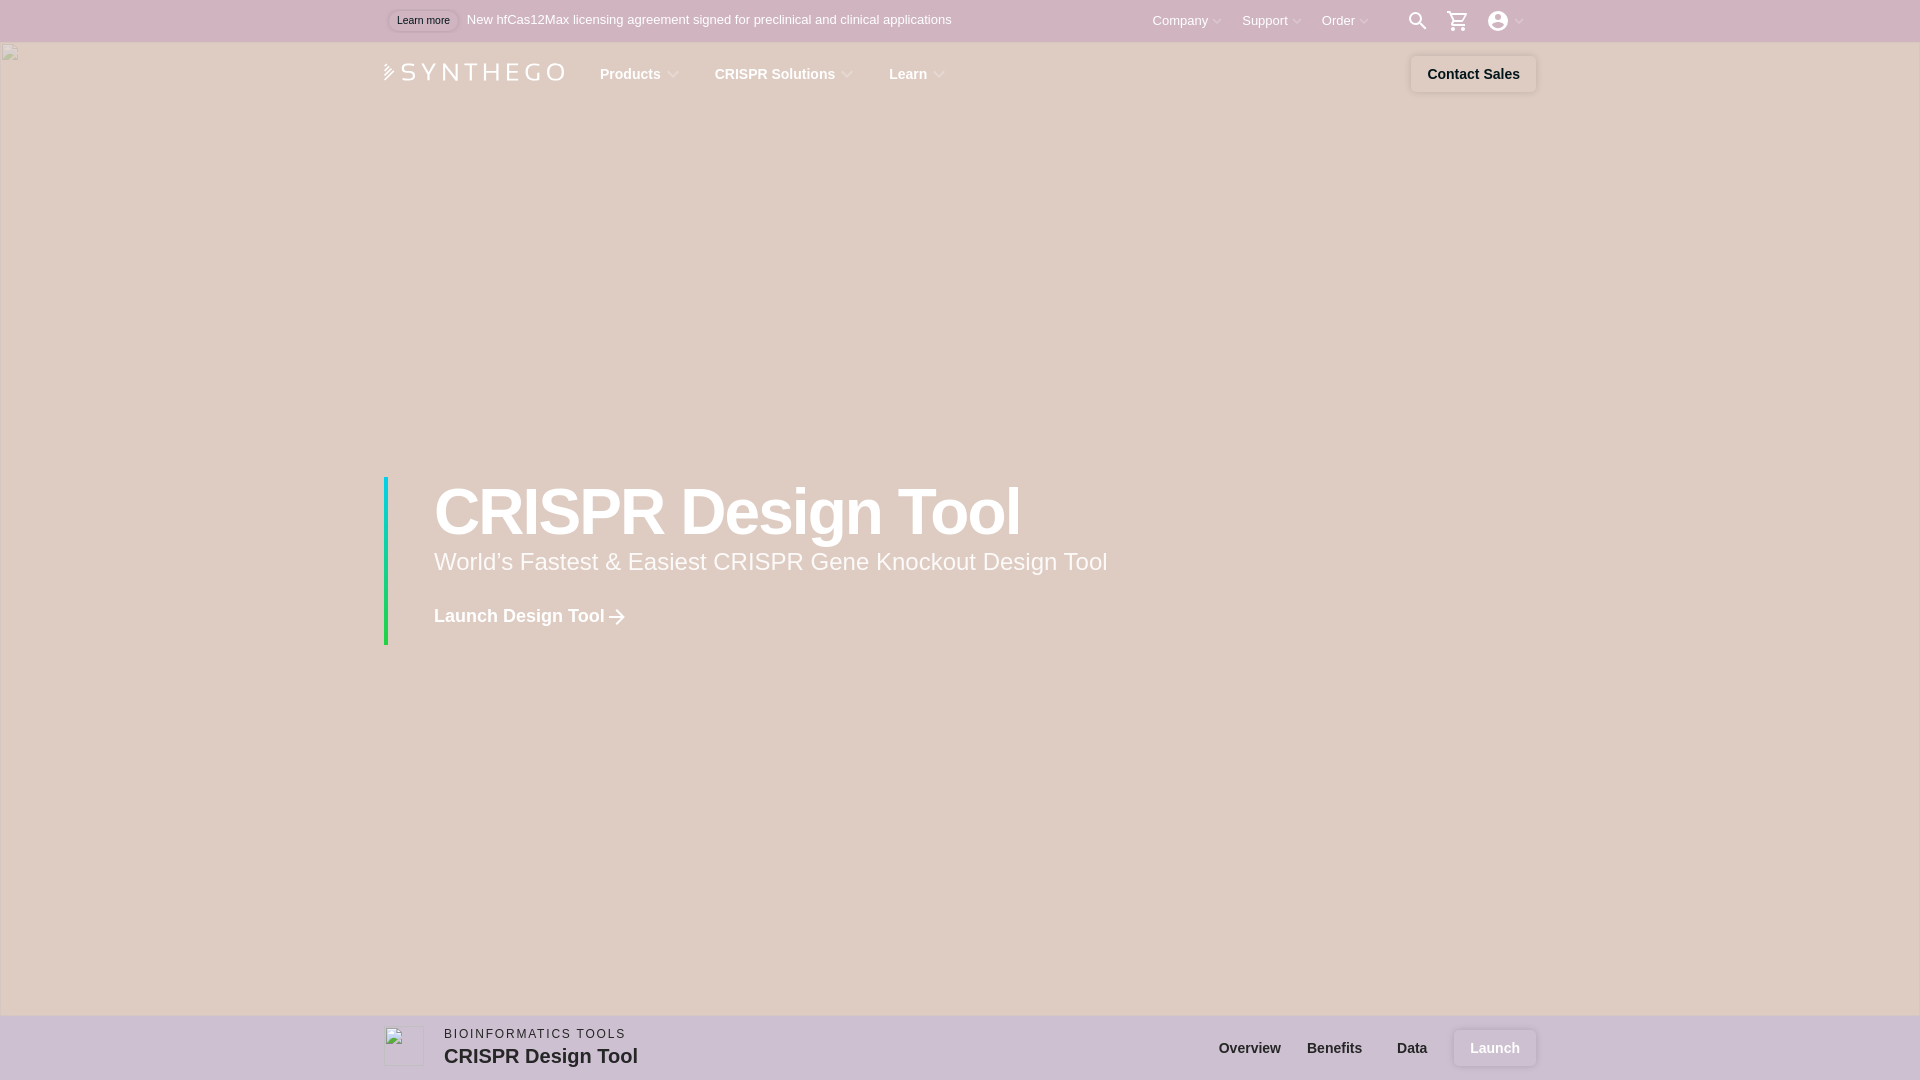 Learn more New hfCas12Max licensing agreement signed for preclinical and clinical applications Company Support Order
SYNTHEGO Products CRISPR Solutions Learn Contact Sales
CRISPR Design Tool
World’s Fastest & Easiest CRISPR Gene Knockout Design Tool
Launch Design Tool
BIOINFORMATICS TOOLS
CRISPR Design Tool
Overview Benefits Data Launch